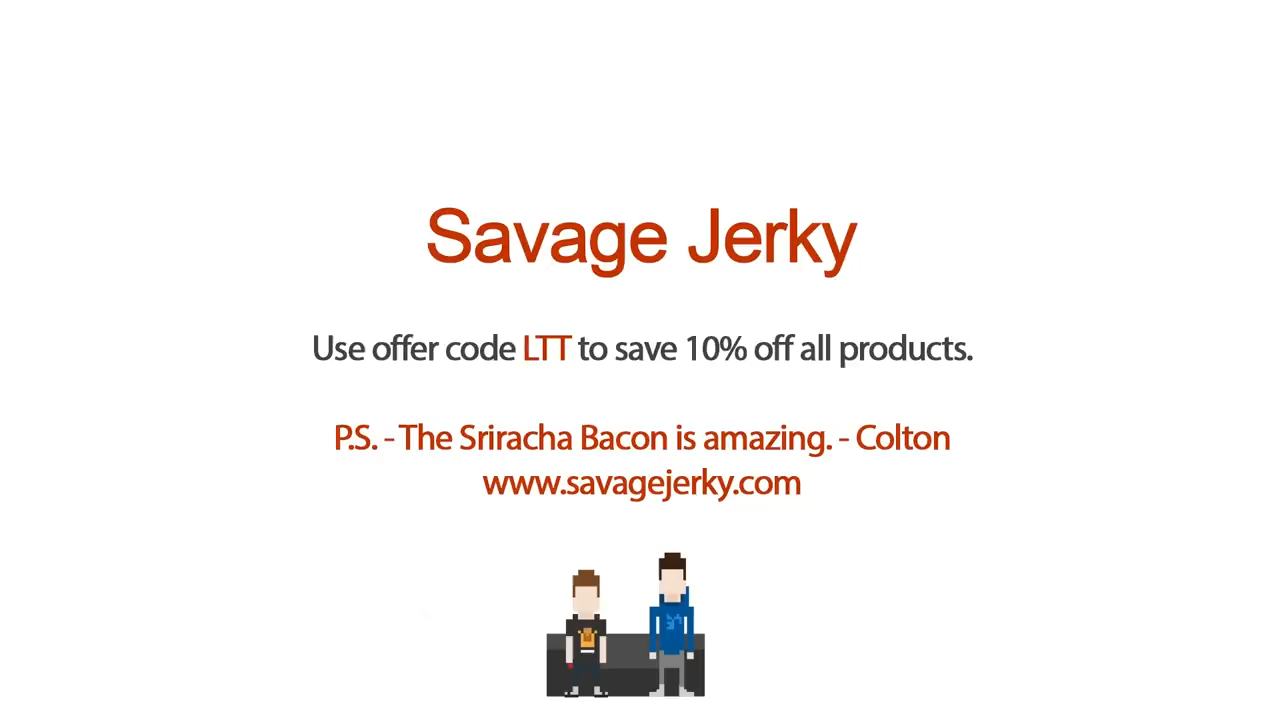 Savage Jerky
Use offer code LTT to save 10% off all products.
P.S. - The Sriracha Bacon is amazing. - Colton
www.savagejerky.com